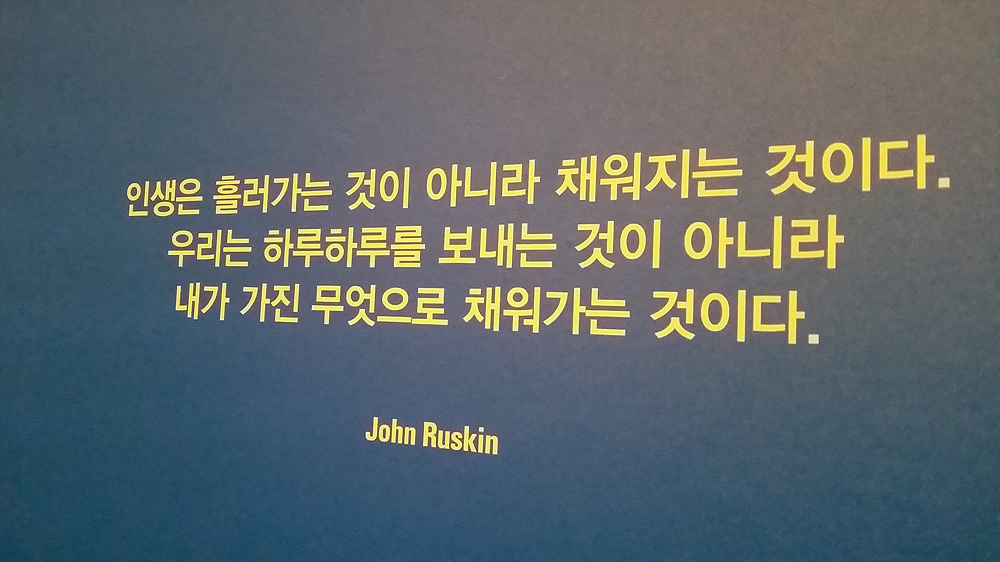 인생은 흘러가는 것이 아니라 채워지는 것이다.
우리는 하루하루를 보내는 것이 아니라
내가 가진 무엇으로 채워가는 것이다.
John Ruskin